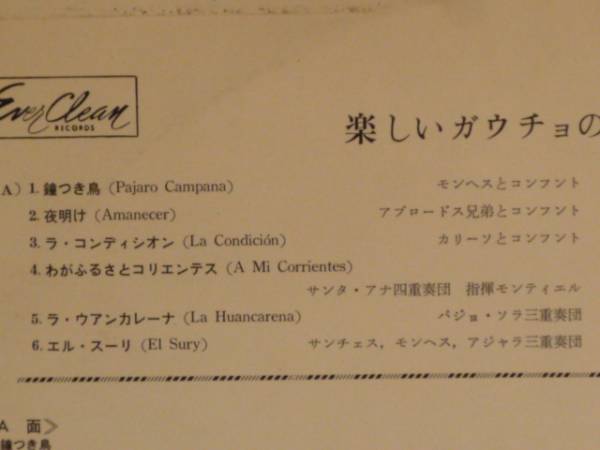 Ever Clean
RECORDS
楽しいガウチョの
A) 1. 鐘つき鳥 (Pajaro Campana) モンヘスとコンフント
2. 夜明け (Amanecer) アブロードス兄弟とコンフント
3. ラ・コンディシオン (La Condición) カリーソとコンフント
4. わがふるさとコリエンテス (A Mi Corrientes)
サンタ・アナ四重奏団 指揮モンティエル
5. ラ・ウアンカレーナ (La Huancarena) パジョ・ソラ三重奏団
6. エル・スーリ (El Sury) サンチェス, モンヘス, アジャラ三重奏団
A 面》
鐘つき鳥